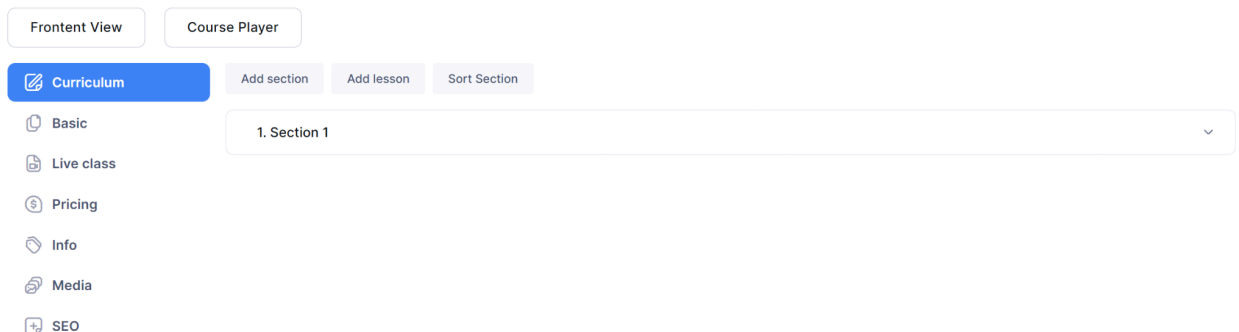 Frontent View
Course Player
Curriculum
Add section
Add lesson
Sort Section
Basic
1. Section 1
Live class
Pricing
Info
Media
SEO